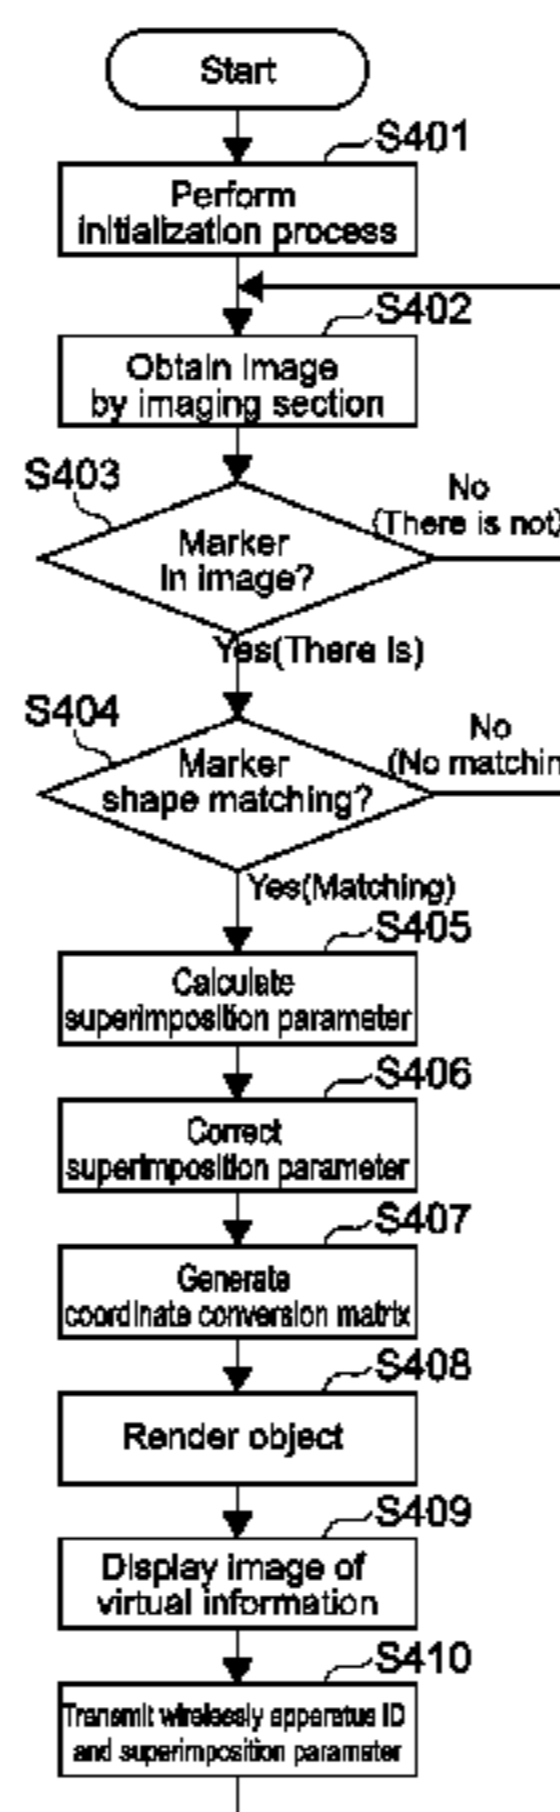 Start
S401
Perform
initialization process
S402
Obtain image
by imaging section
S403
No
(There is not)
Marker
in image?
Yes(There is)
S404
No
(No matchin
Marker
shape matching?
Yes(Matching)
S405
Calculate
superimposition parameter
S406
Correct
superimposition parameter
S407
Generate
coordinate conversion matrix
S408
Render object
S409
Display image of
virtual information
S410
Transmit wirelessly apparatus ID
and superimposition parameter